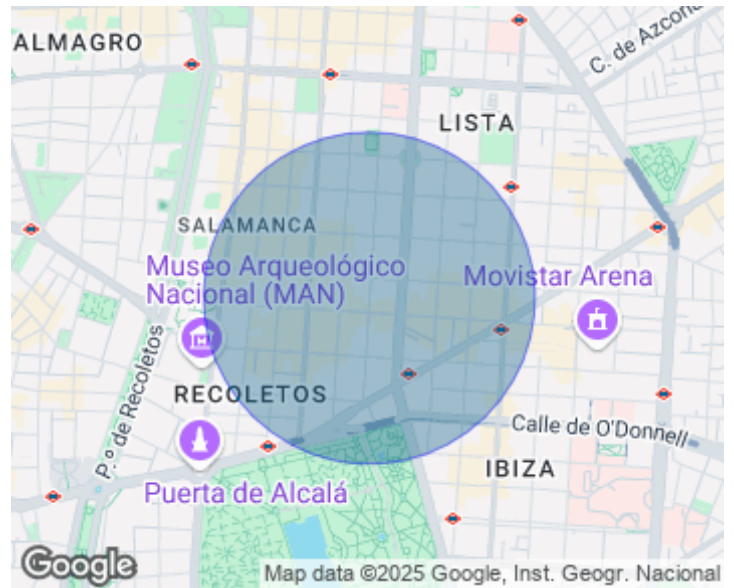 ALMAGRO
C. de Azcona
LISTA
SALAMANCA
Museo Arqueológico
Nacional (MAN)
Movistar Arena
P.º de Recoletos
RECOLETOS
Calle de O'Donnell
IBIZA
Puerta de Alcalá
Google
Map data ©2025 Google, Inst. Geogr. Nacional